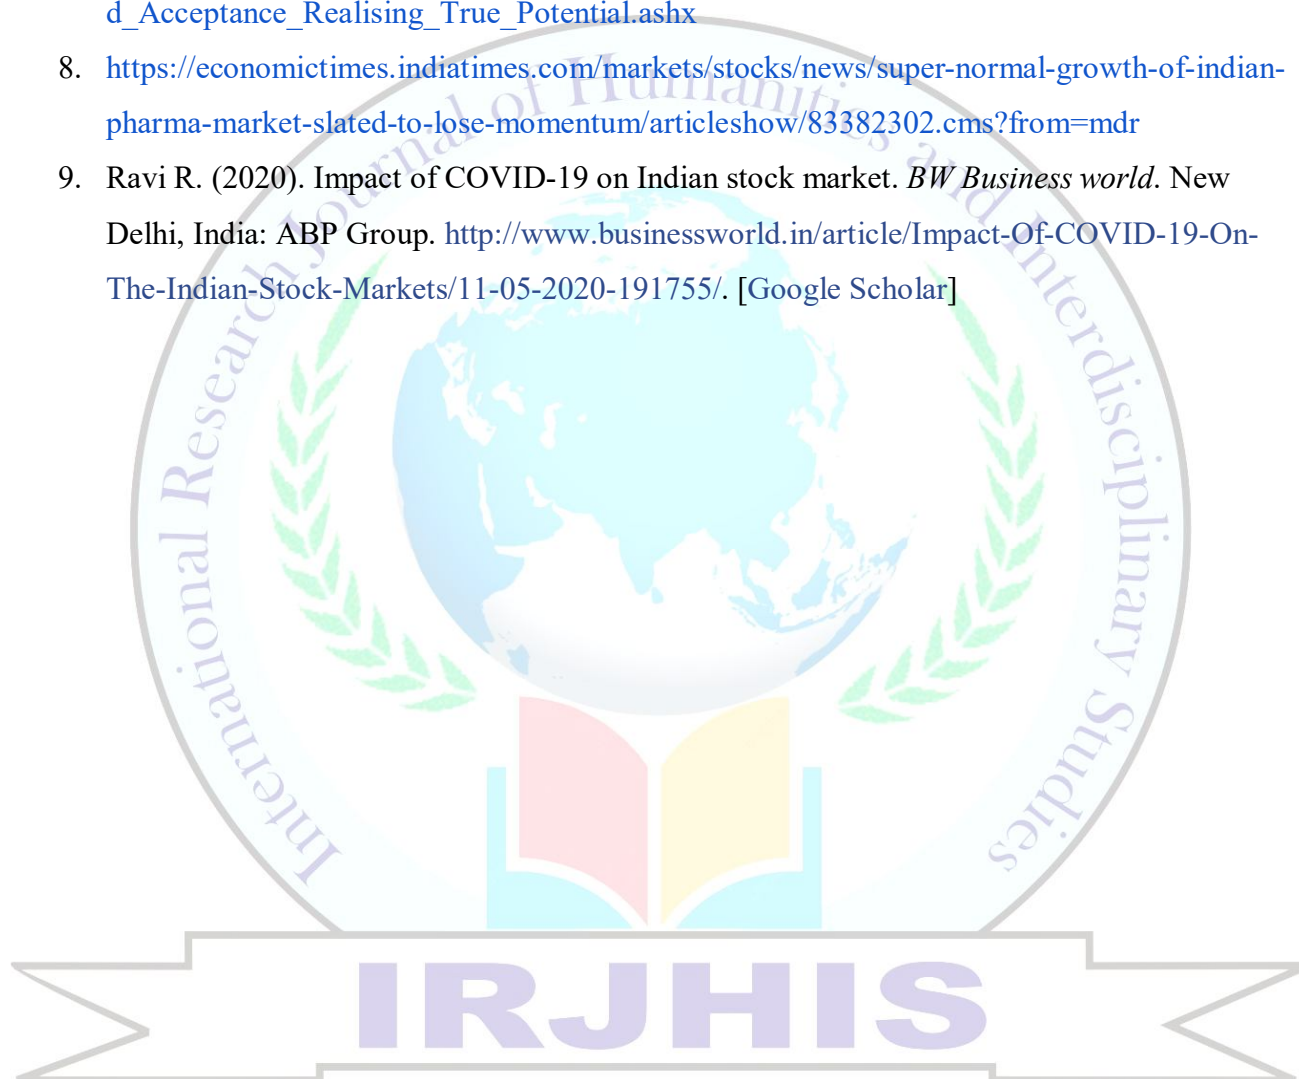 d_Acceptance_Realising_True_Potential.ashx
8. https://economictimes.indiatimes.com/markets/stocks/news/super-normal-growth-of-indian-
pharma-market-slated-to-lose-momentum/articleshow/83382302.cms?from=mdr
9. Ravi R. (2020). Impact of COVID-19 on Indian stock market. BW Business world. New
Delhi, India: ABP Group. http://www.businessworld.in/article/Impact-Of-COVID-19-On-
The-Indian-Stock-Markets/11-05-2020-191755/. [Google Scholar]
International Research Journal of Humanities and Interdisciplinary Studies
IRJHIS